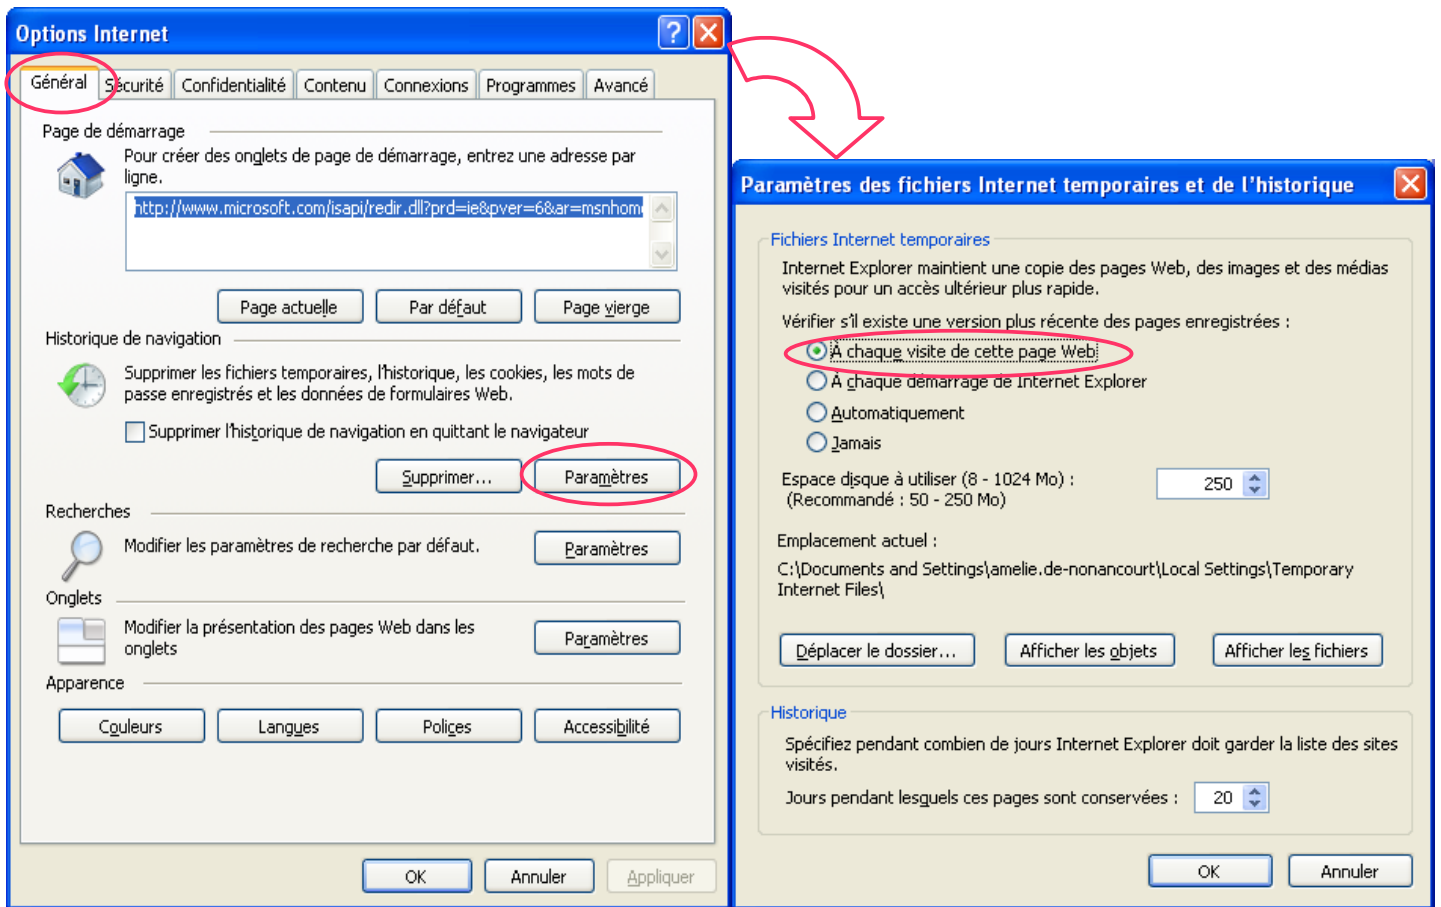 Options Internet
Général
Sécurité
Confidentialité
Contenu
Connexions
Programmes
Avancé
Page de démarrage
Pour créer des onglets de page de démarrage, entrez une adresse par
ligne.
http://www.microsoft.com/isapi/redir.dll?prd=ie&pver=6&ar=msnhome
Page actuelle
Par défaut
Page vierge
Historique de navigation
Supprimer les fichiers temporaires, l'historique, les cookies, les mots de
passe enregistrés et les données de formulaires Web.
Supprimer l'historique de navigation en quittant le navigateur
Supprimer...
Paramètres
Recherches
Modifier les paramètres de recherche par défaut.
Paramètres
Onglets
Modifier la présentation des pages Web dans les
onglets
Paramètres
Apparence
Couleurs
Langues
Polices
Accessibilité
OK
Annuler
Appliquer
Paramètres des fichiers Internet temporaires et de l'historique
Fichiers Internet temporaires
Internet Explorer maintient une copie des pages Web, des images et des médias
visités pour un accès ultérieur plus rapide.
Vérifier s'il existe une version plus récente des pages enregistrées :
À chaque visite de cette page Web
À chaque démarrage de Internet Explorer
Automatiquement
Jamais
Espace disque à utiliser (8 - 1024 Mo) :
(Recommandé : 50 - 250 Mo)
250
Emplacement actuel :
C:\Documents and Settings\amelie.de-nonancourt\Local Settings\Temporary
Internet Files\
Déplacer le dossier...
Afficher les objets
Afficher les fichiers
Historique
Spécifiez pendant combien de jours Internet Explorer doit garder la liste des sites
visités.
Jours pendant lesquels ces pages sont conservées :
20
OK
Annuler